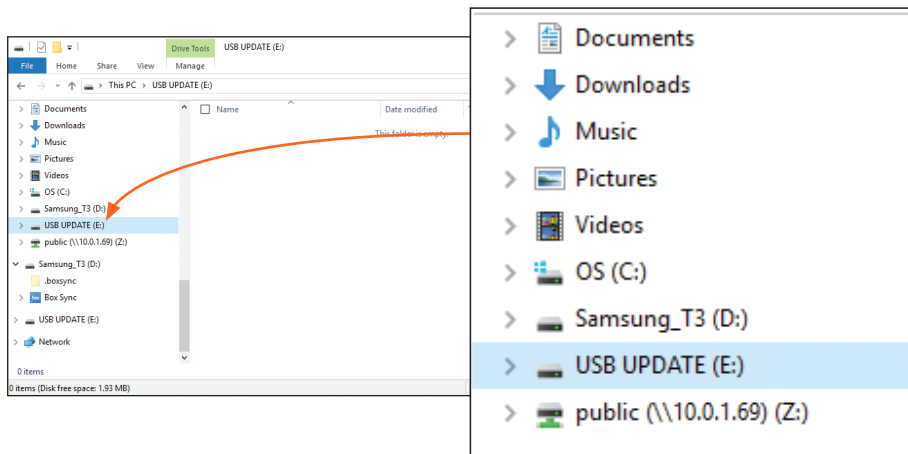 Drive Tools
USB UPDATE (E:)
File
Home
Share
View
Manage
This PC > USB UPDATE (E:)
Documents
Downloads
Music
Pictures
Videos
OS (C:)
Samsung_T3 (D:)
USB UPDATE (E:)
public (\\10.0.1.69) (Z:)
Samsung_T3 (D:)
.boxsync
Box Sync
USB UPDATE (E:)
Network
Name
Date modified
This folder is empty.
0 items
0 items (Disk free space: 1.93 MB)
Documents
Downloads
Music
Pictures
Videos
OS (C:)
Samsung_T3 (D:)
USB UPDATE (E:)
public (\\10.0.1.69) (Z:)